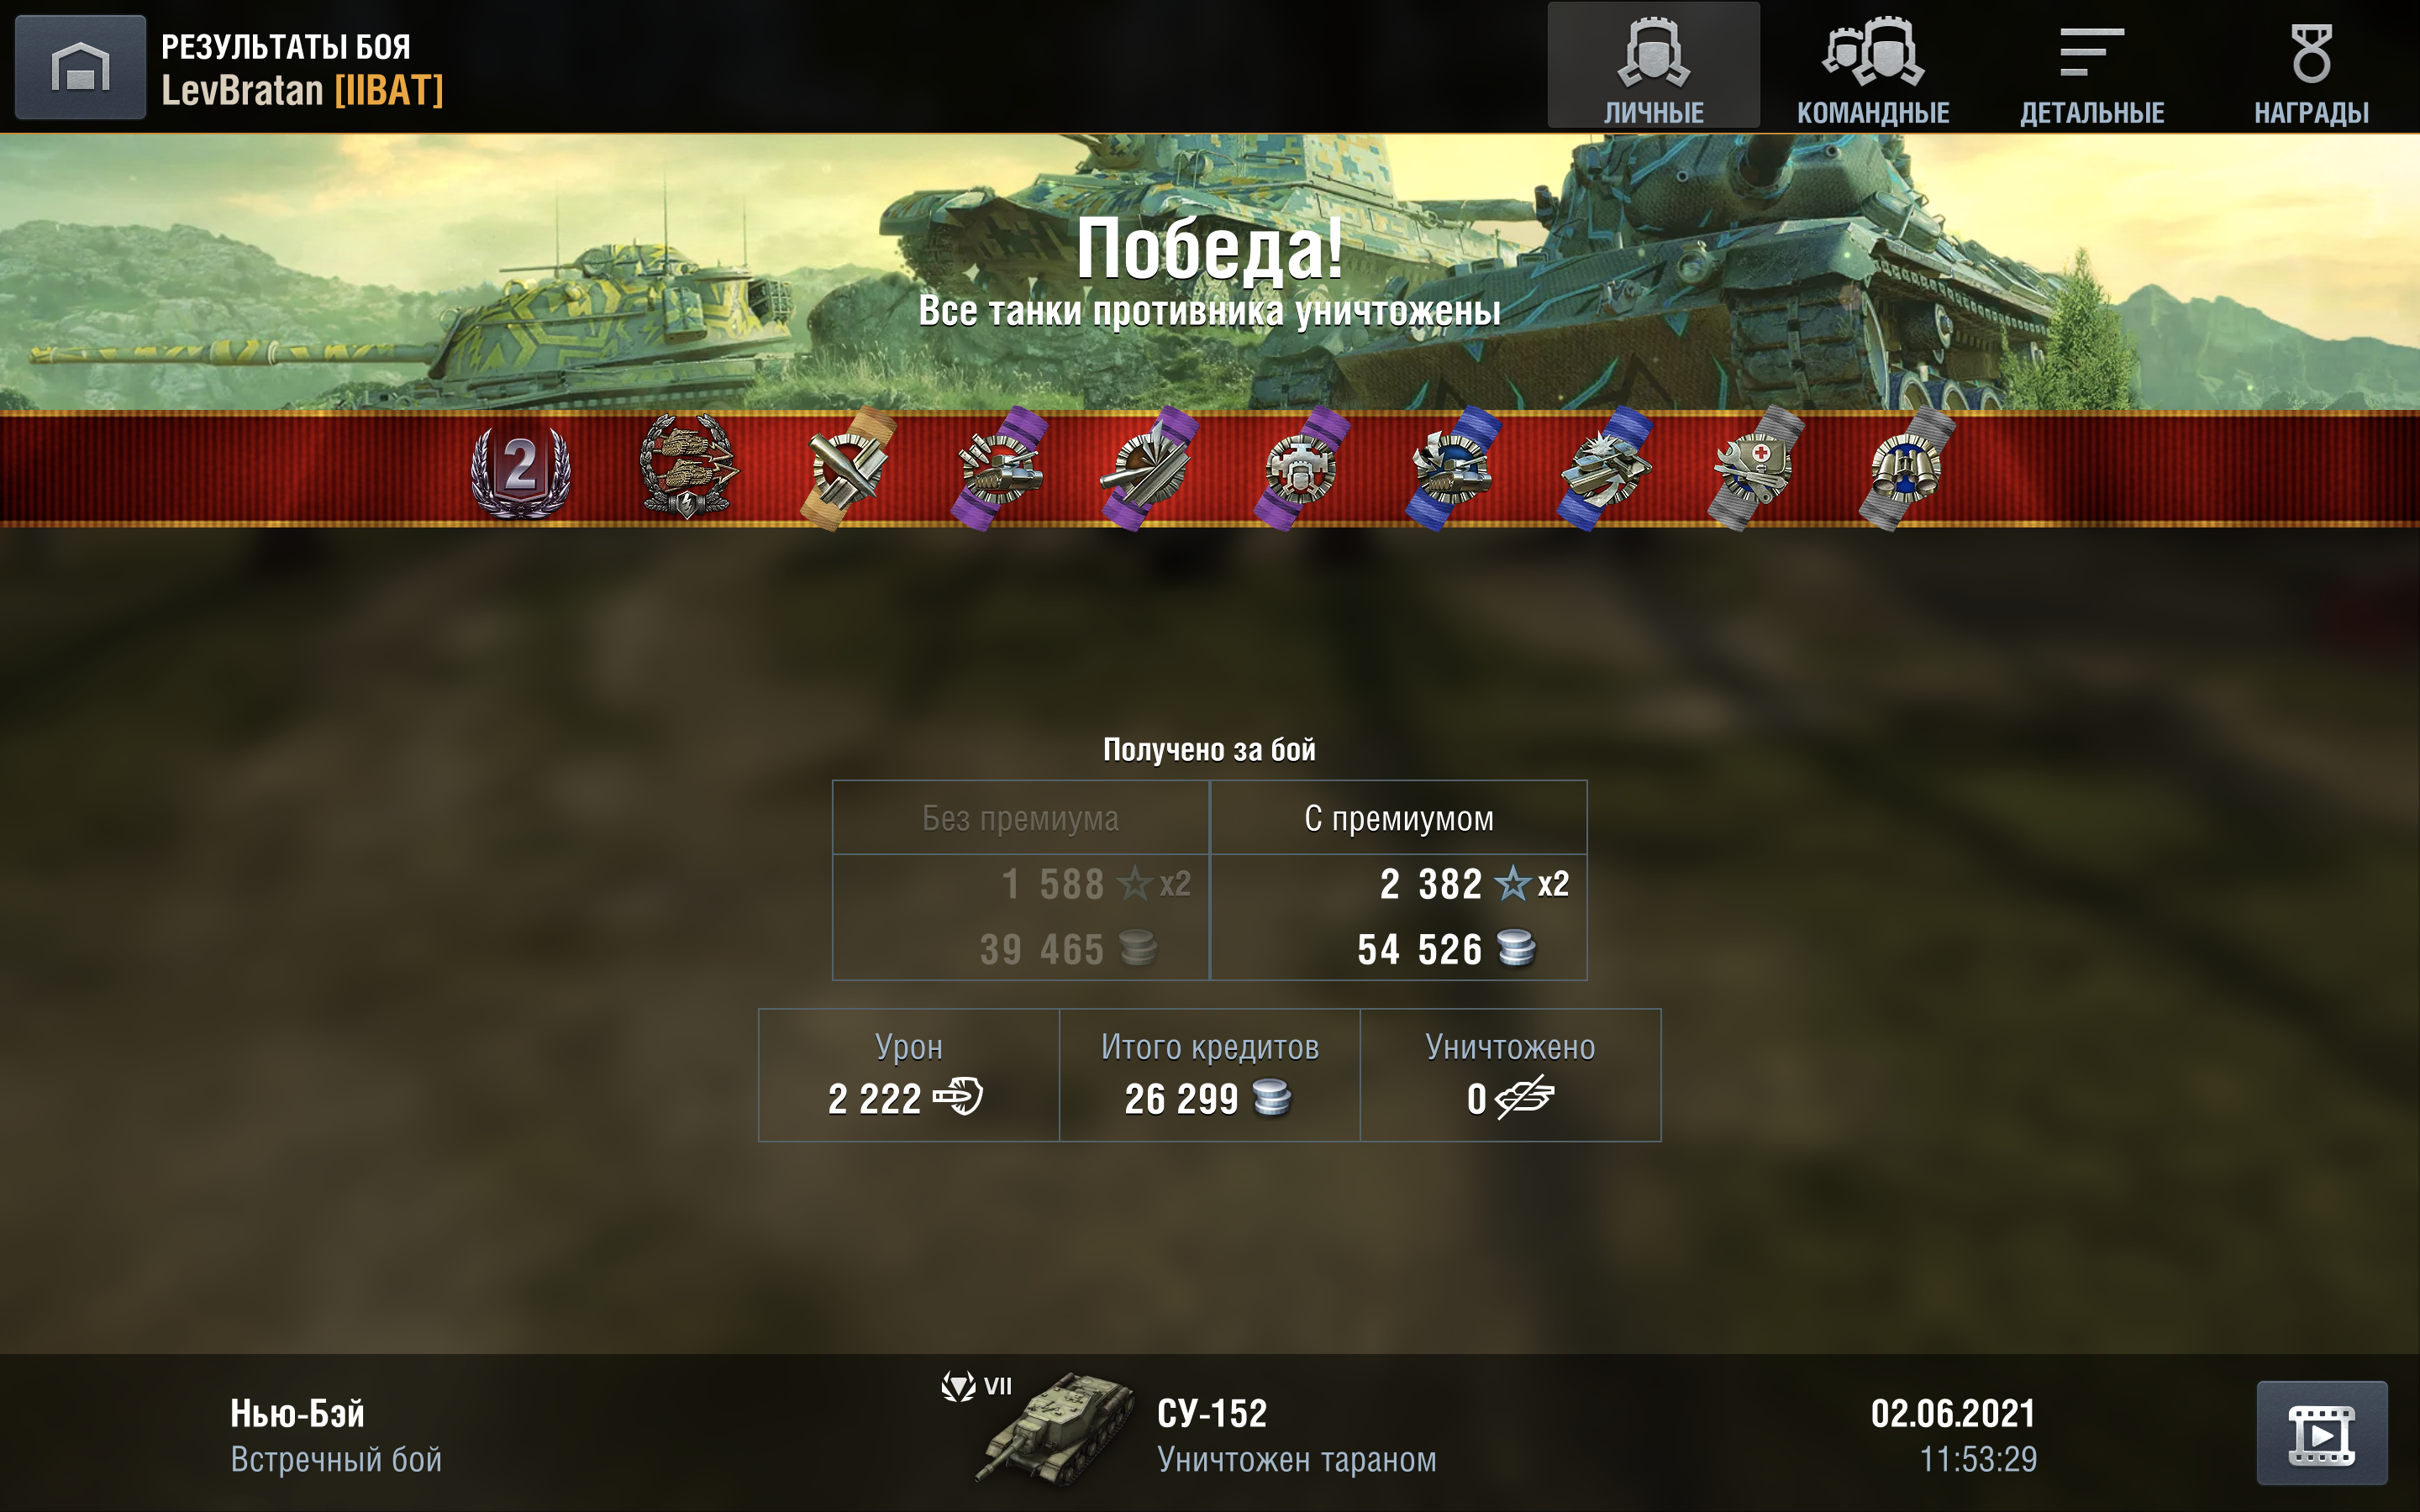 РЕЗУЛЬТАТЫ БОЯ
LevBratan [IIBAT]
ЛИЧНЫЕ
КОМАНДНЫЕ
ДЕТАЛЬНЫЕ
НАГРАДЫ
Победа!
Все танки противника уничтожены
2
Получено за бой
Без премиума
С премиумом
1 588 x2
2 382 x2
39 465
54 526
Урон
Итого кредитов
Уничтожено
2 222
26 299
0
Нью-Бэй
Встречный бой
VII
СУ-152
Уничтожен тараном
02.06.2021
11:53:29